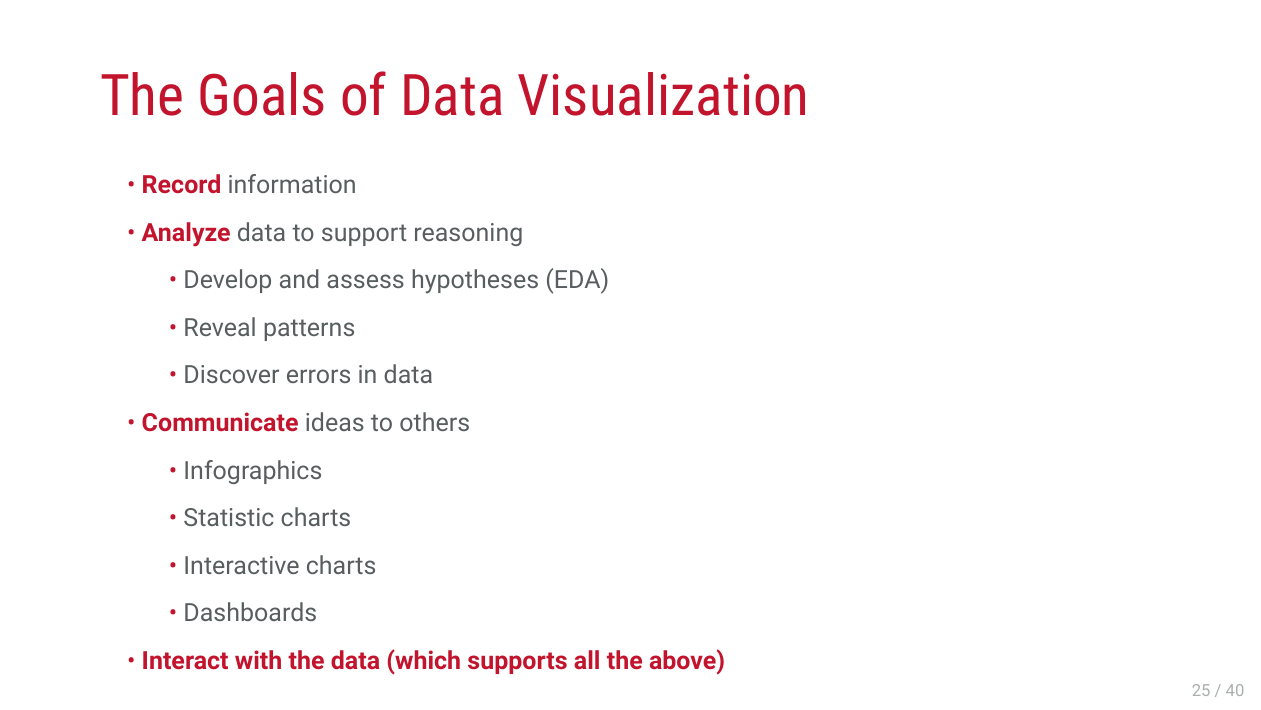 The Goals of Data Visualization
• Record information
• Analyze data to support reasoning
• Develop and assess hypotheses (EDA)
• Reveal patterns
• Discover errors in data
• Communicate ideas to others
• Infographics
• Statistic charts
• Interactive charts
• Dashboards
• Interact with the data (which supports all the above)
25 / 40